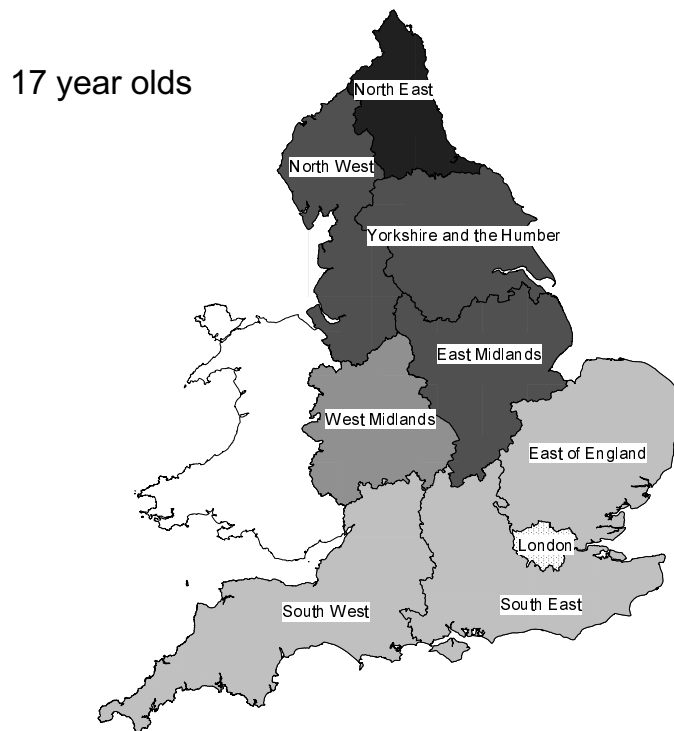 17 year olds
North East
North West
Yorkshire and the Humber
East Midlands
West Midlands
East of England
London
South West
South East